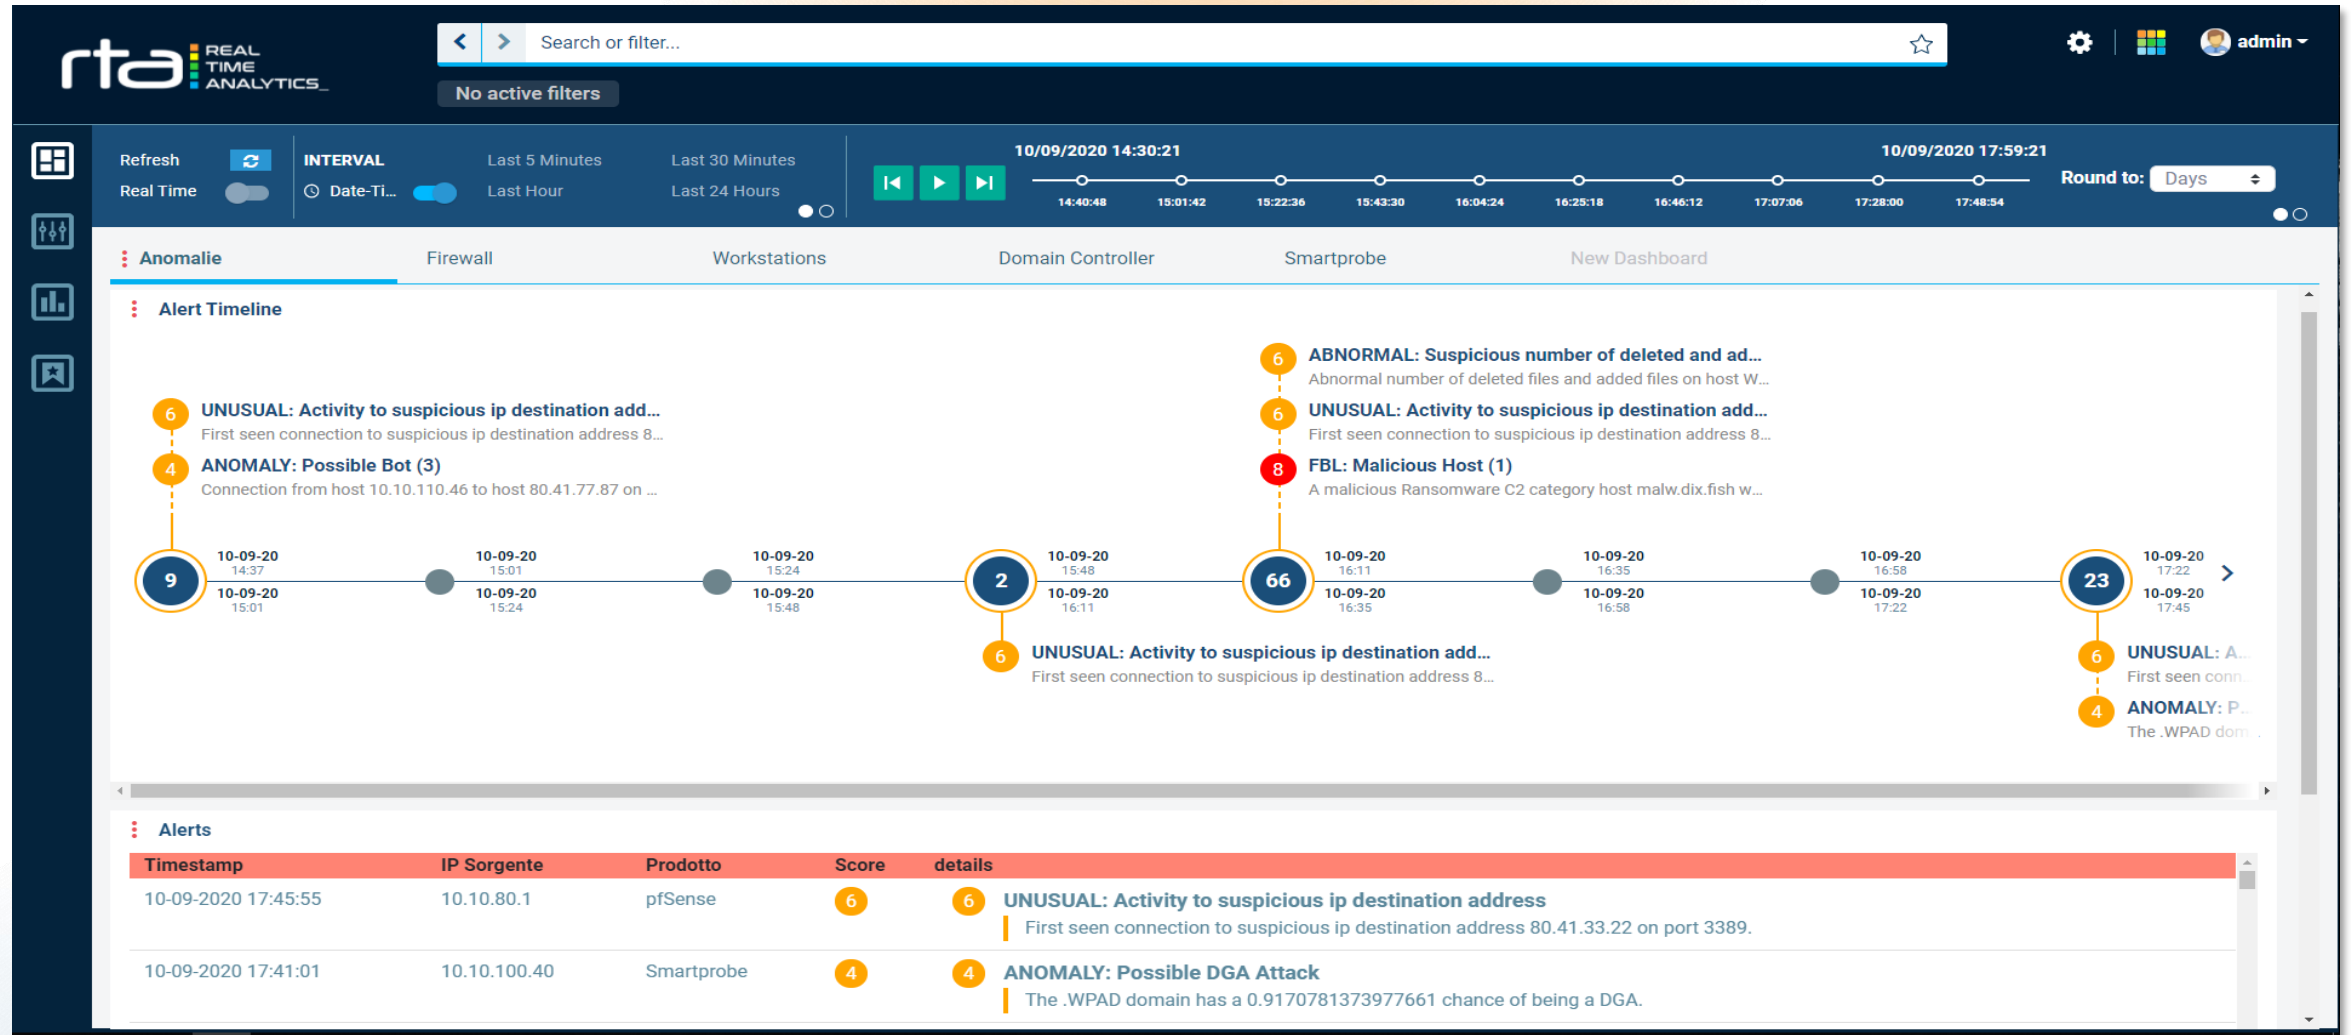 rta REAL
TIME
ANALYTICS_
Search or filter...
admin
No active filters
Refresh
Real Time
INTERVAL
Date-Ti...
Last 5 Minutes
Last 30 Minutes
Last Hour
Last 24 Hours
10/09/2020 14:30:21
10/09/2020 17:59:21
14:40:48 15:01:42 15:22:36 15:43:30 16:04:24 16:25:18 16:46:12 17:07:06 17:28:00 17:48:54
Round to: Days
Anomalie Firewall Workstations Domain Controller Smartprobe New Dashboard
Alert Timeline
6 UNUSUAL: Activity to suspicious ip destination add...
First seen connection to suspicious ip destination address 8...
4 ANOMALY: Possible Bot (3)
Connection from host 10.10.110.46 to host 80.41.77.87 on ...
6 ABNORMAL: Suspicious number of deleted and ad...
Abnormal number of deleted files and added files on host W...
6 UNUSUAL: Activity to suspicious ip destination add...
First seen connection to suspicious ip destination address 8...
8 FBL: Malicious Host (1)
A malicious Ransomware C2 category host malw.dix.fish w...
9
10-09-20
14:37
10-09-20
15:01
10-09-20
15:01
10-09-20
15:24
10-09-20
15:24
10-09-20
15:48
2
10-09-20
15:48
10-09-20
16:11
66
10-09-20
16:11
10-09-20
16:35
10-09-20
16:35
10-09-20
16:58
10-09-20
16:58
10-09-20
17:22
23
10-09-20
17:22
10-09-20
17:45
6 UNUSUAL: Activity to suspicious ip destination add...
First seen connection to suspicious ip destination address 8...
6 UNUSUAL: A...
First seen conn...
4 ANOMALY: P...
The .WPAD dom...
Alerts
Timestamp IP Sorgente Prodotto Score details
10-09-2020 17:45:55 10.10.80.1 pfSense 6 6 UNUSUAL: Activity to suspicious ip destination address
First seen connection to suspicious ip destination address 80.41.33.22 on port 3389.
10-09-2020 17:41:01 10.10.100.40 Smartprobe 4 4 ANOMALY: Possible DGA Attack
The .WPAD domain has a 0.9170781373977661 chance of being a DGA.